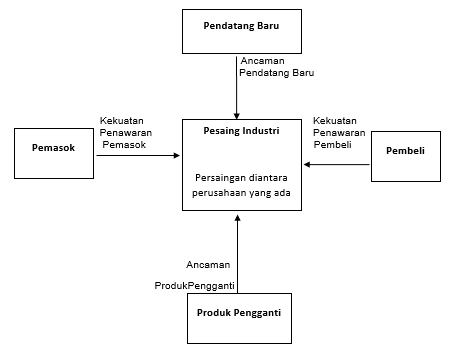 Pendatang Baru
Ancaman
Pendatang Baru
Kekuatan
Penawaran
Pemasok
Pemasok
Pesaing Industri
Persaingan diantara
perusahaan yang ada
Kekuatan
Penawaran
Pembeli
Pembeli
Ancaman
ProdukPengganti
Produk Pengganti